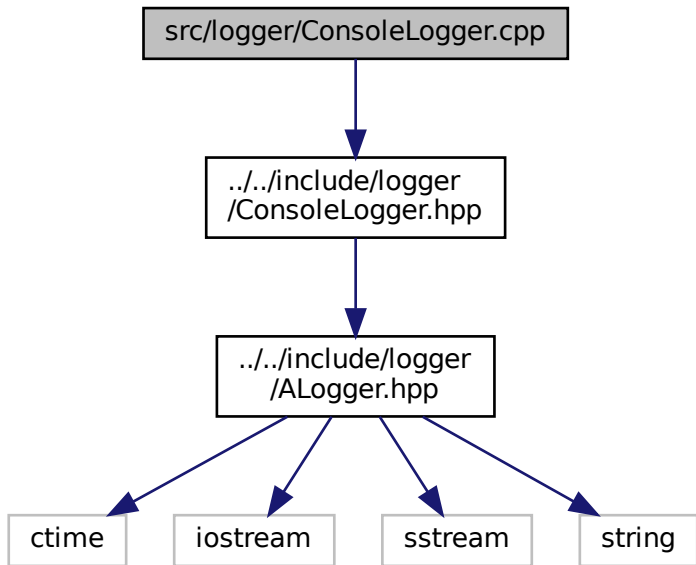 src/logger/ConsoleLogger.cpp
../../include/logger
/ConsoleLogger.hpp
../../include/logger
/ALogger.hpp
ctime
iostream
sstream
string